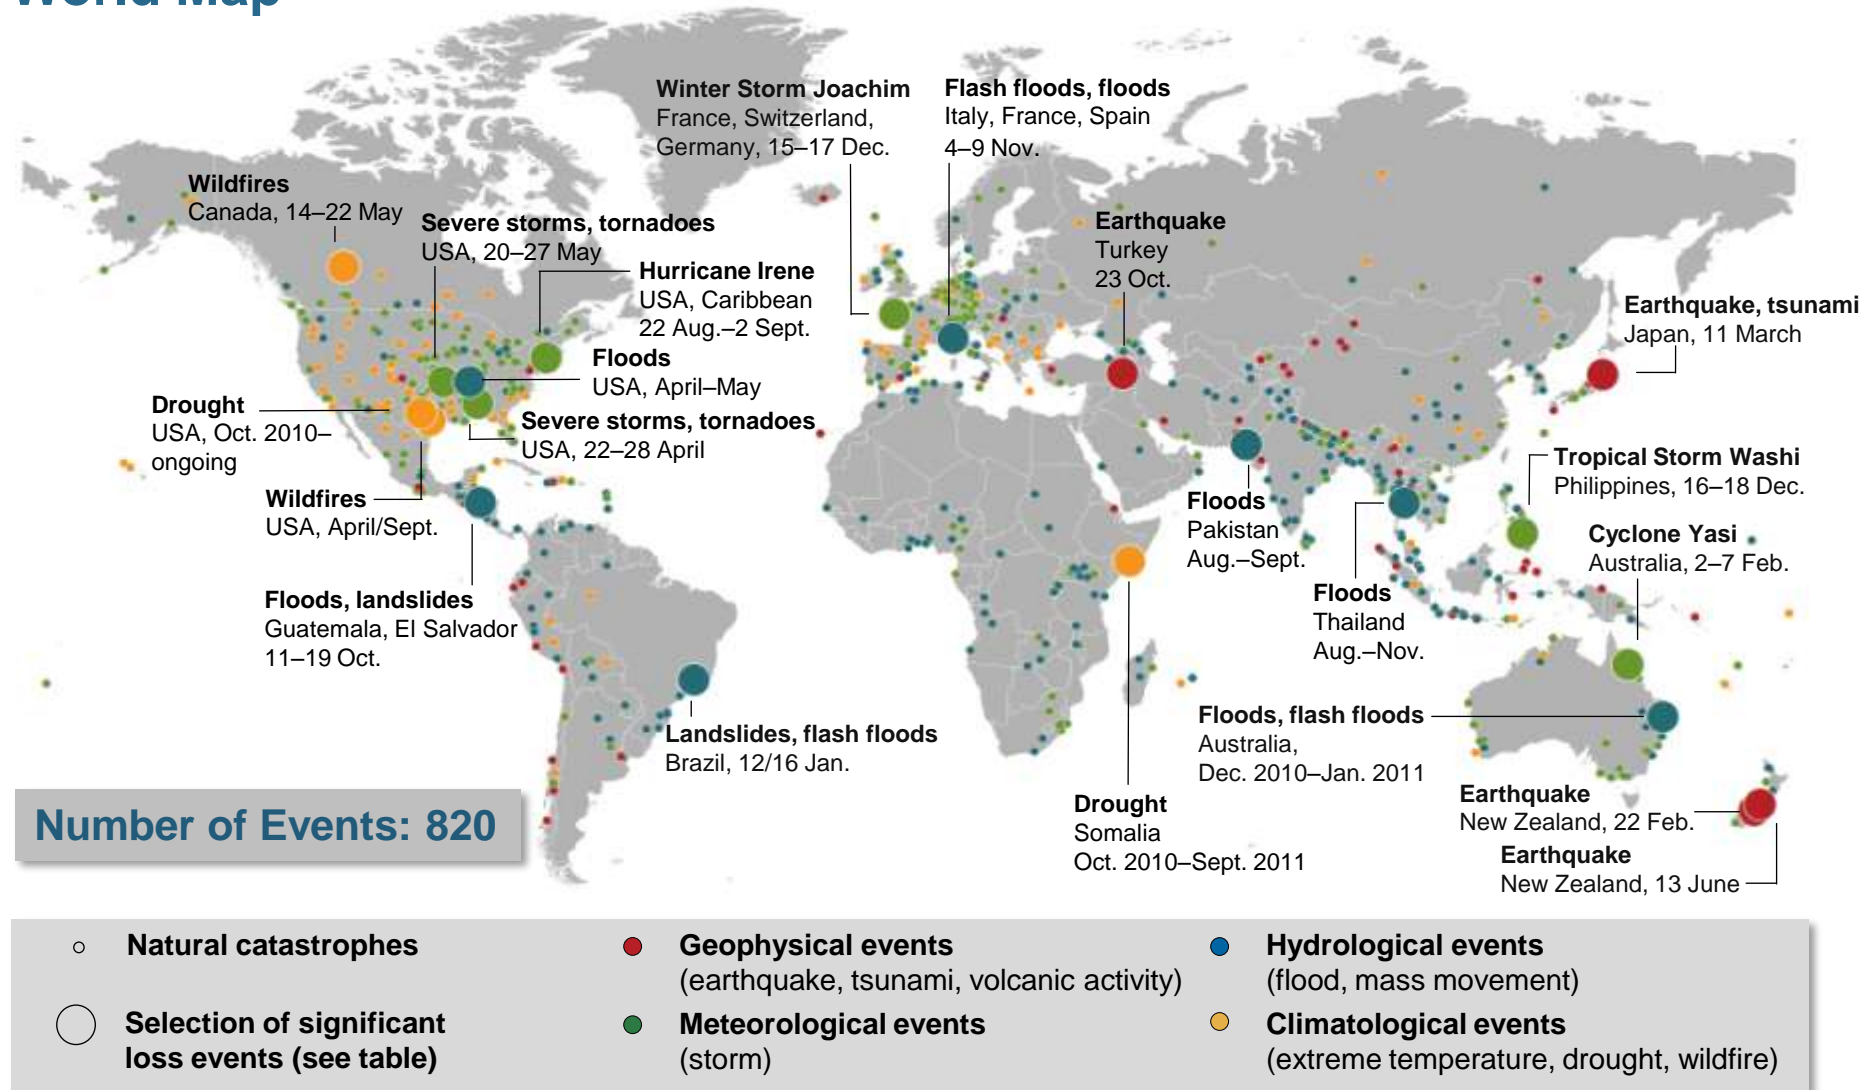 World Map
Winter Storm Joachim
France, Switzerland,
Germany, 15–17 Dec.
Flash floods, floods
Italy, France, Spain
4–9 Nov.
Wildfires
Canada, 14–22 May
Severe storms, tornadoes
USA, 20–27 May
Earthquake
Turkey
23 Oct.
Hurricane Irene
USA, Caribbean
22 Aug.–2 Sept.
Earthquake, tsunami
Japan, 11 March
Floods
USA, April–May
Drought
USA, Oct. 2010–
ongoing
Severe storms, tornadoes
USA, 22–28 April
Tropical Storm Washi
Philippines, 16–18 Dec.
Wildfires
USA, April/Sept.
Floods
Pakistan
Aug.–Sept.
Cyclone Yasi
Australia, 2–7 Feb.
Floods, landslides
Guatemala, El Salvador
11–19 Oct.
Floods
Thailand
Aug.–Nov.
Landslides, flash floods
Brazil, 12/16 Jan.
Floods, flash floods
Australia,
Dec. 2010–Jan. 2011
Drought
Somalia
Oct. 2010–Sept. 2011
Earthquake
New Zealand, 22 Feb.
Earthquake
New Zealand, 13 June
Number of Events: 820
Natural catastrophes
Selection of significant
loss events (see table)
Geophysical events
(earthquake, tsunami, volcanic activity)
Meteorological events
(storm)
Hydrological events
(flood, mass movement)
Climatological events
(extreme temperature, drought, wildfire)